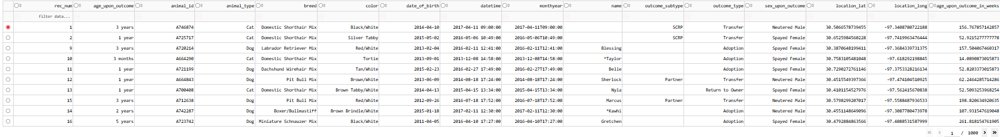 rec_num age_upon_outcome animal_id animal_type breed color date_of_birth datetime monthyear name outcome_subtype outcome_type sex_upon_outcome location_lat location_long age_upon_outcome_in_weeks
filter data...
1 3 years A746874 Cat Domestic Shorthair Mix Black/White 2014-04-10 2017-04-11 09:00:00 2017-04-11T09:00:00 SCRP Transfer Neutered Male 30.5066578739455 -97.3408780722188 156.767857142857
2 1 year A725717 Cat Domestic Shorthair Mix Silver Tabby 2015-05-02 2016-05-06 10:49:00 2016-05-06T10:49:00 SCRP Transfer Spayed Female 30.6525984560228 -97.7419963476444 52.9215277777778
9 3 years A720214 Dog Labrador Retriever Mix Red/White 2013-02-04 2016-02-11 12:41:00 2016-02-11T12:41:00 Blessing Adoption Spayed Female 30.3870648199411 -97.3684339731375 157.504067460317
10 3 months A664290 Cat Domestic Shorthair Mix Tortie 2013-09-01 2013-12-08 14:58:00 2013-12-08T14:58:00 *Taylor Adoption Spayed Female 30.7583105481048 -97.618292198845 14.0890873015873
11 1 year A721199 Dog Dachshund Wirehair Mix Tan/White 2015-02-23 2016-02-27 17:49:00 2016-02-27T17:49:00 Belle Adoption Spayed Female 30.7290272761146 -97.3753328216134 52.8203373015873
12 1 year A664843 Dog Pit Bull Mix Brown/White 2013-06-09 2014-08-18 17:24:00 2014-08-18T17:24:00 Sherlock Partner Transfer Neutered Male 30.4515549397366 -97.474104510925 62.2464285714286
13 1 year A700408 Cat Domestic Shorthair Mix Brown Tabby/White 2014-04-13 2015-04-15 13:34:00 2015-04-15T13:34:00 Nyla Return to Owner Spayed Female 30.4101154527976 -97.562415670838 52.5093253968254
15 3 years A712638 Dog Pit Bull Mix Red/White 2012-09-26 2016-07-18 17:52:00 2016-07-18T17:52:00 Marcus Partner Transfer Neutered Male 30.5798299207017 -97.5588487936533 198.820634920635
14 2 years A742287 Dog Boxer/Bullmastiff Brown Brindle/White 2015-01-18 2017-02-11 12:30:00 2017-02-11T12:30:00 *Kawhi Adoption Neutered Male 30.4551148649096 -97.3087780473978 107.931547619048
16 5 years A723742 Dog Miniature Schnauzer Mix Black/White 2011-04-05 2016-04-10 17:27:00 2016-04-10T17:27:00 Gretchen Adoption Spayed Female 30.4792884863566 -97.4088531587999 261.818154761905
1 / 1000